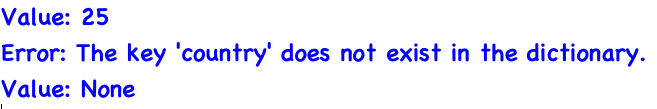 Value: 25
Error: The key 'country' does not exist in the dictionary.
Value: None